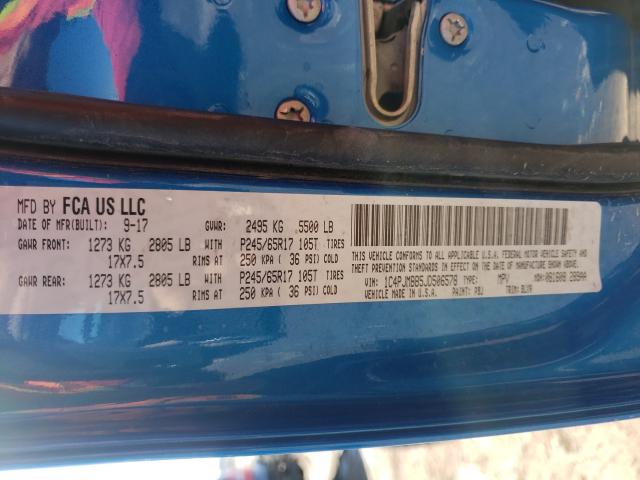 MFD BY FCA US LLC
DATE OF MFR(BUILT): 9-17 GVWR: 2495 KG 5500 LB
GAWR FRONT: 1273 KG 2805 LB WITH P245/65R17 105T TIRES
17X7.5 RIMS AT 250 KPA ( 36 PSI) COLD
GAWR REAR: 1273 KG 2805 LB WITH P245/65R17 105T TIRES
17X7.5 RIMS AT 250 KPA ( 36 PSI) COLD
THIS VEHICLE CONFORMS TO ALL APPLICABLE U.S.A. FEDERAL MOTOR VEHICLE SAFETY AND
THEFT PREVENTION STANDARDS IN EFFECT ON THE DATE OF MANUFACTURE SHOWN ABOVE.
VIN: 1C4PJMBB5JD506578 TYPE: MPV MDH:
VEHICLE MADE IN U.S.A. PAINT: PBJ TRIM: